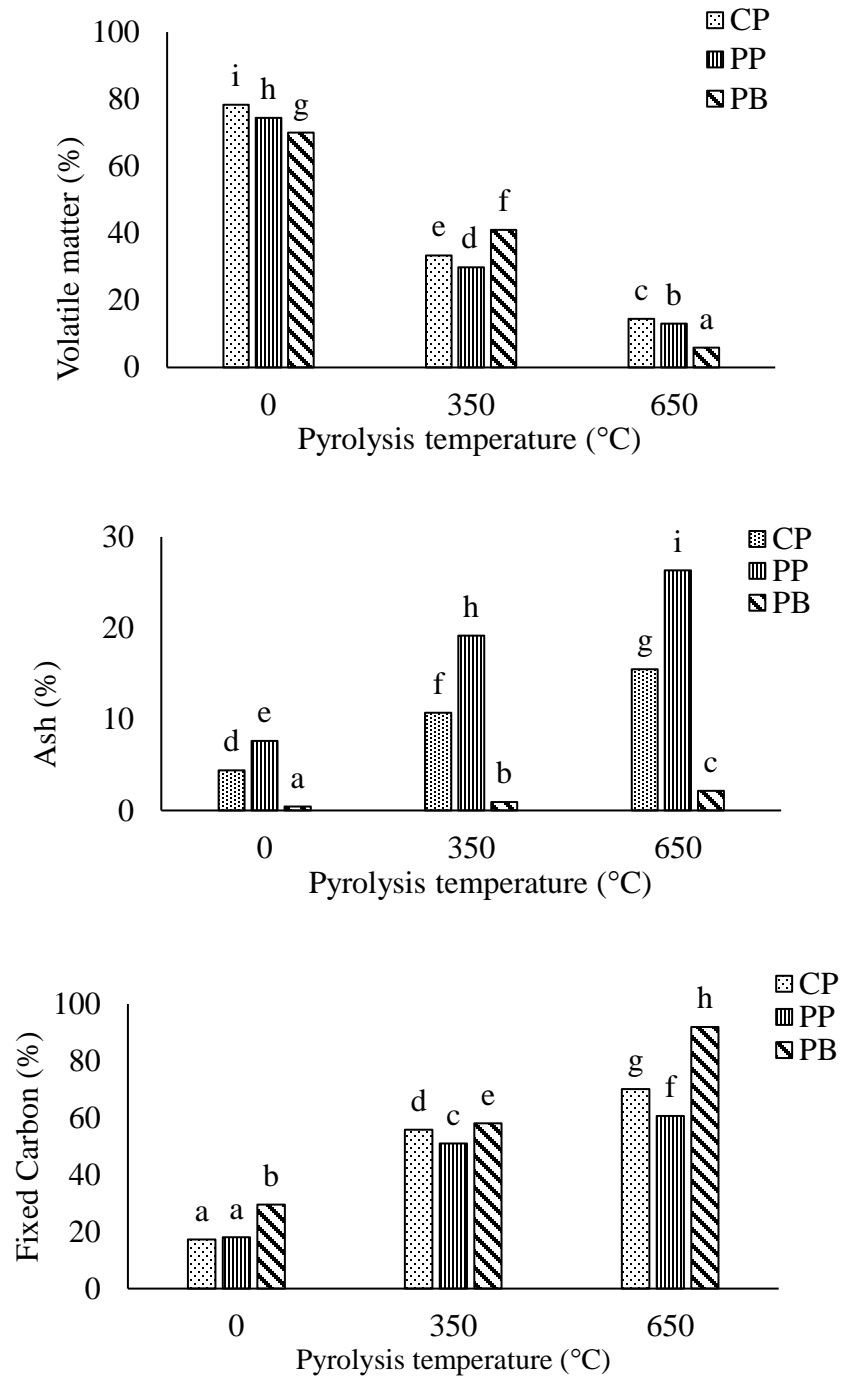 100
80
60
40
20
0
Volatile matter (%)
CP
PP
PB
i h g
e d f
c b a
0 350 650
Pyrolysis temperature (°C)
30
20
10
0
Ash (%)
CP
PP
PB
d e a
f h b
g i c
0 350 650
Pyrolysis temperature (°C)
100
80
60
40
20
0
Fixed Carbon (%)
CP
PP
PB
a a b
d c e
g f h
0 350 650
Pyrolysis temperature (°C)